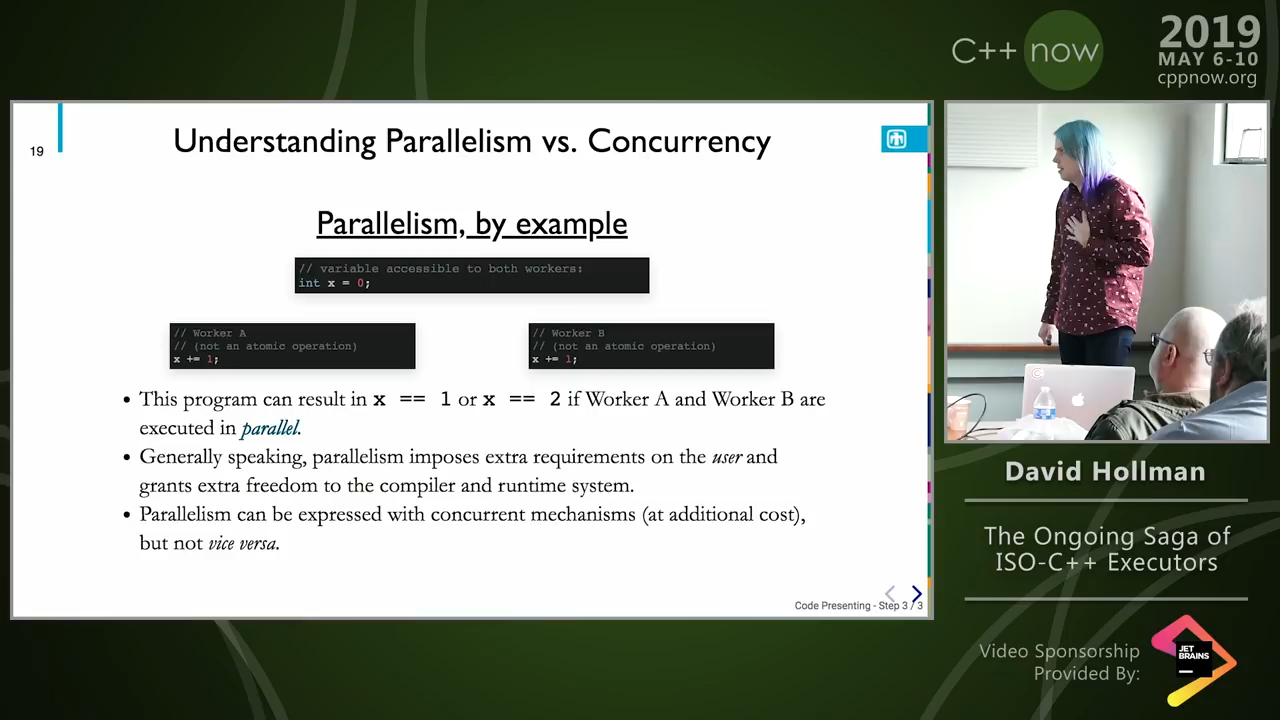 C++ now
2019
MAY 6-10
cppnow.org
19
Understanding Parallelism vs. Concurrency
Parallelism, by example
// variable accessible to both workers:
int x = 0;
// Worker A
// (not an atomic operation)
x += 1;
// Worker B
// (not an atomic operation)
x += 1;
• This program can result in x == 1 or x == 2 if Worker A and Worker B are
executed in parallel.
• Generally speaking, parallelism imposes extra requirements on the user and
grants extra freedom to the compiler and runtime system.
• Parallelism can be expressed with concurrent mechanisms (at additional cost),
but not vice versa.
Code Presenting - Step 3 / 3
David Hollman
The Ongoing Saga of
ISO-C++ Executors
Video Sponsorship
Provided By:
JET
BRAINS